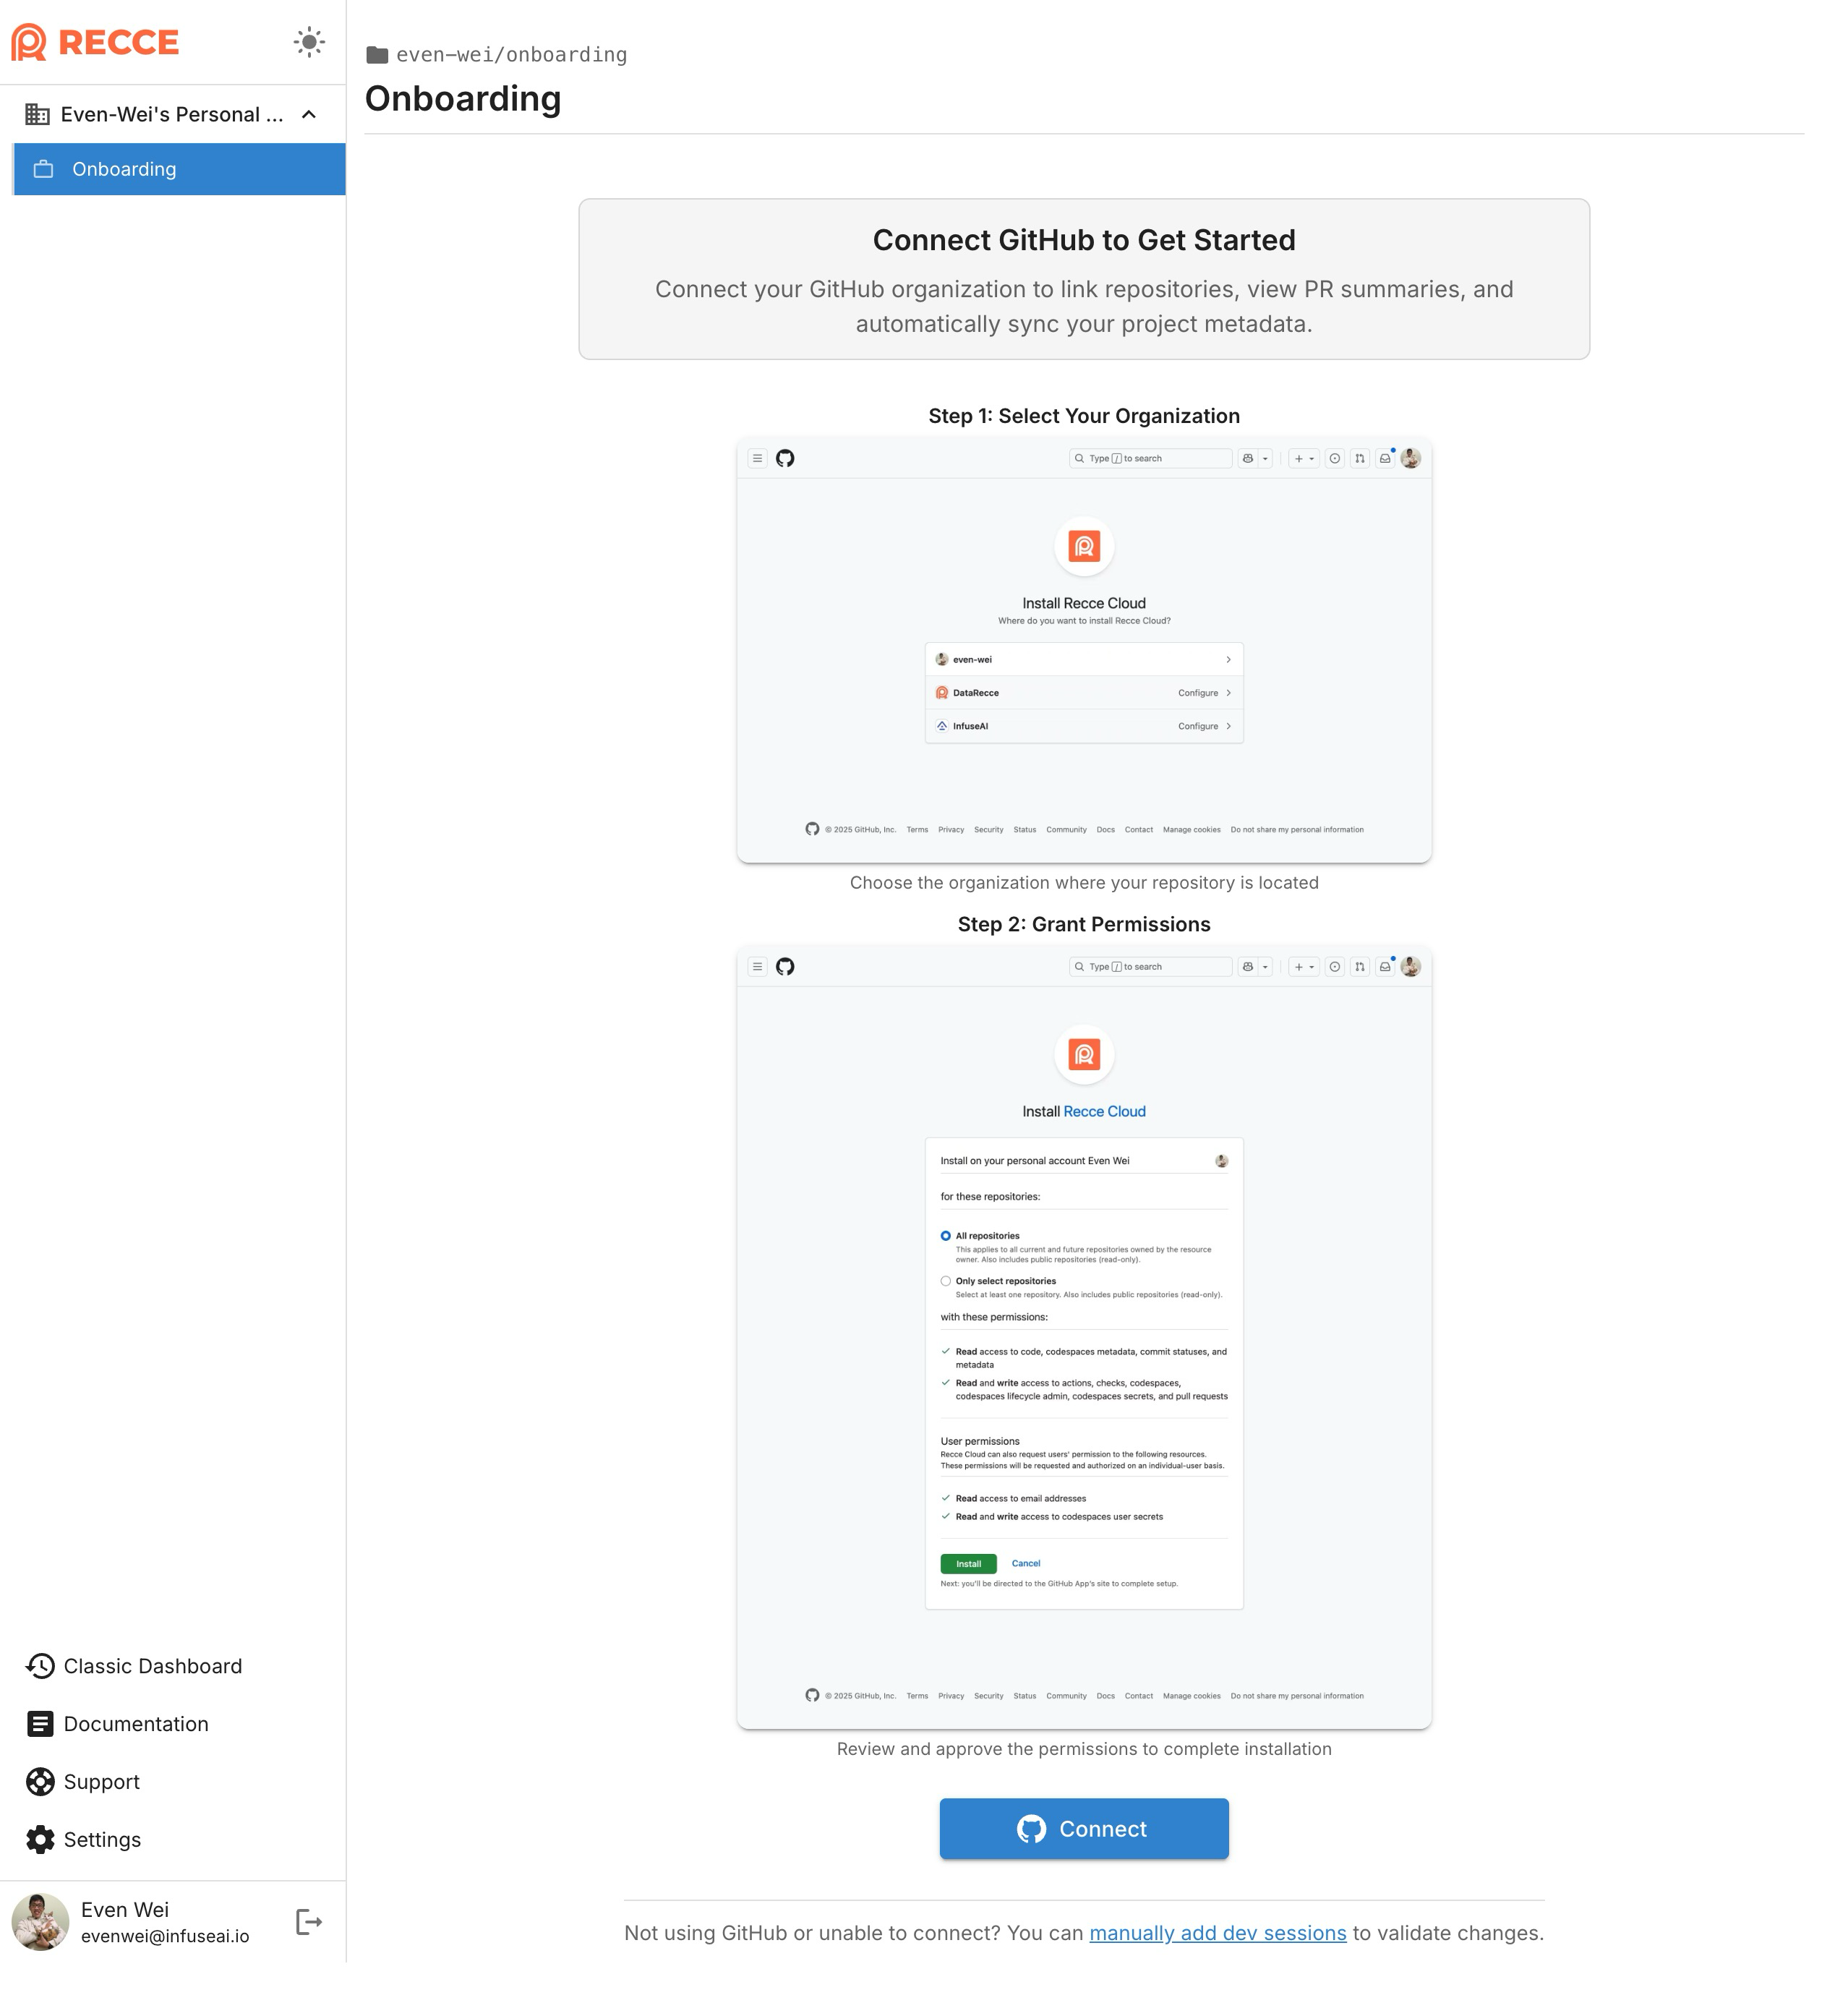 RECCE
Even-Wei's Personal ...
Onboarding
even-wei/onboarding
Onboarding
Connect GitHub to Get Started
Connect your GitHub organization to link repositories, view PR summaries, and
automatically sync your project metadata.
Step 1: Select Your Organization
Type / to search
Install Recce Cloud
Where do you want to install Recce Cloud?
even-wei
DataRecce Configure
InfuseAI Configure
© 2025 GitHub, Inc. Terms Privacy Security Status Community Docs Contact Manage cookies Do not share my personal information
Choose the organization where your repository is located
Step 2: Grant Permissions
Type / to search
Install Recce Cloud
Install on your personal account Even Wei
for these repositories:
All repositories
This applies to all current and future repositories owned by the resource
owner. Also includes public repositories (read-only).
Only select repositories
Select at least one repository. Also includes public repositories (read-only).
with these permissions:
Read access to code, codespaces metadata, commit statuses, and
metadata
Read and write access to actions, checks, codespaces,
codespaces lifecycle admin, codespaces secrets, and pull requests
User permissions
Recce Cloud can also request users' permission to the following resources.
These permissions will be requested and authorized on an individual-user basis.
Read access to email addresses
Read and write access to codespaces user secrets
Install Cancel
Next: you'll be directed to the GitHub App's site to complete setup.
© 2025 GitHub, Inc. Terms Privacy Security Status Community Docs Contact Manage cookies Do not share my personal information
Review and approve the permissions to complete installation
Connect
Not using GitHub or unable to connect? You can manually add dev sessions to validate changes.
Classic Dashboard
Documentation
Support
Settings
Even Wei
evenwei@infuseai.io